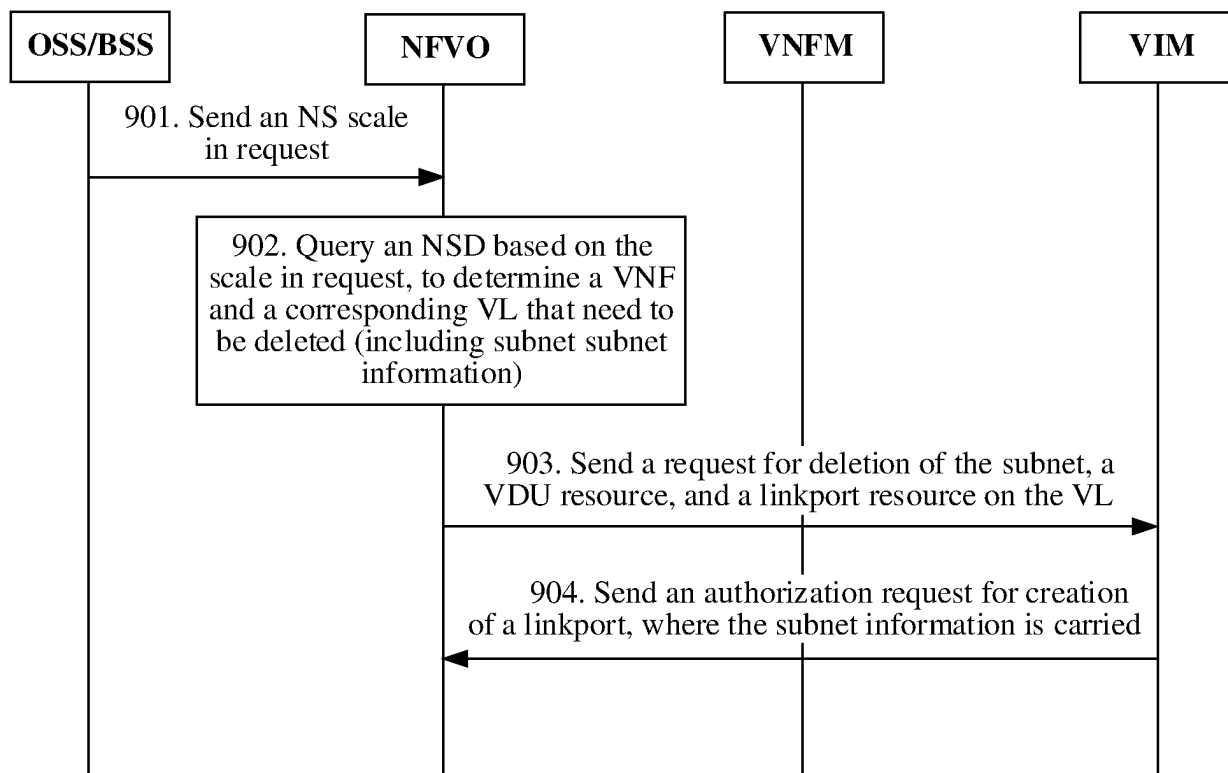 OSS/BSS
NFVO
VNFM
VIM
901. Send an NS scale
in request
902. Query an NSD based on the
scale in request, to determine a VNF
and a corresponding VL that need to
be deleted (including subnet subnet
information)
903. Send a request for deletion of the subnet, a
VDU resource, and a linkport resource on the VL
904. Send an authorization request for creation
of a linkport, where the subnet information is carried